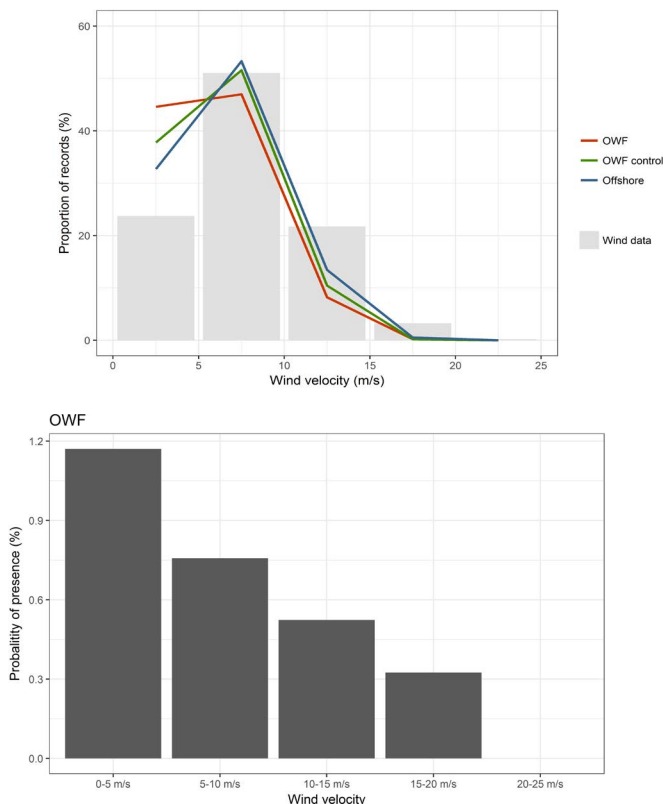 60
40
20
0
Proportion of records (%)
0 5 10 15 20 25
Wind velocity (m/s)
OWF
OWF control
Offshore
Wind data
OWF
1.2
0.9
0.6
0.3
0.0
Probalitity of presence (%)
0-5 m/s 5-10 m/s 10-15 m/s 15-20 m/s 20-25 m/s
Wind velocity